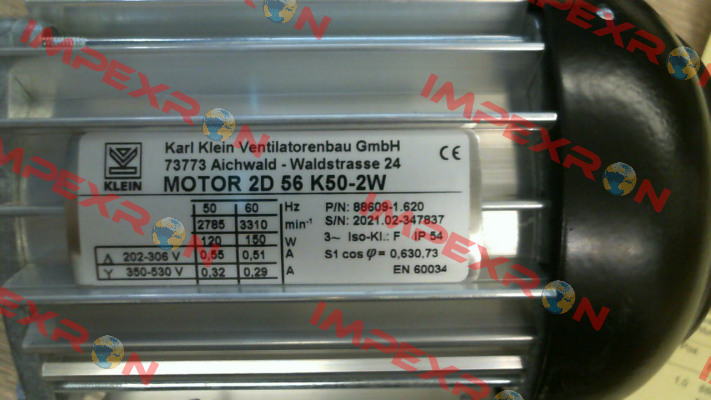 KLEIN
Karl Klein Ventilatorenbau GmbH
73773 Aichwald - Waldstrasse 24
MOTOR 2D 56 K50-2W
CE
50 60 Hz
2785 3310 min⁻¹
120 150 W
Δ 202-306 V 0,55 0,51 A
Y 350-530 V 0,32 0,29 A
P/N: 88609-1.620
S/N: 2021.02-347837
3~ Iso-Kl.: F IP 54
S1 cos φ = 0,630,73
EN 60034
IMPEXRON
IMPEXRON
IMPEXRON
IMPEXRON
IMPEXRON